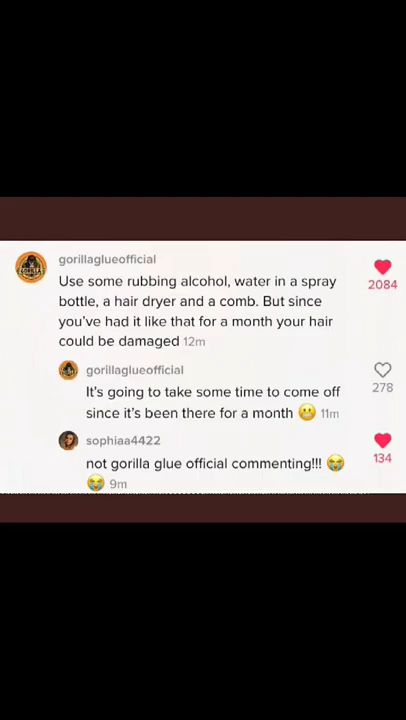 gorillaglueofficial
Use some rubbing alcohol, water in a spray
bottle, a hair dryer and a comb. But since
you've had it like that for a month your hair
could be damaged 12m
2084
gorillaglueofficial
It's going to take some time to come off
since it's been there for a month 😬 11m
278
sophiaa4422
not gorilla glue official commenting!!! 😭
😭 9m
134